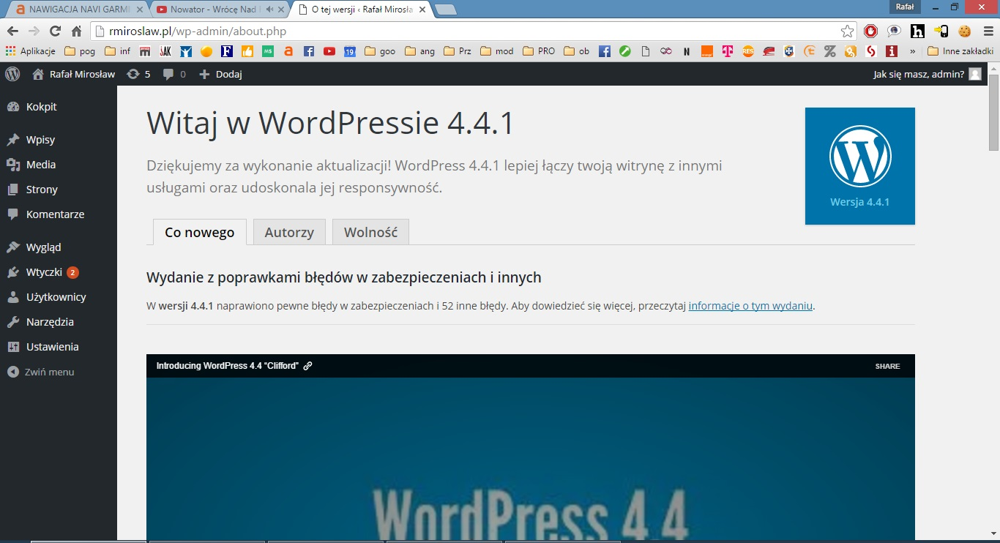 NAWIGACJA NAVI GARMI
Nowator - Wrócę Nad
O tej wersji ‹ Rafał Mirosła
Rafał
rmiroslaw.pl/wp-admin/about.php
Aplikacje pog inf goo ang Prz mod PRO ob » Inne zakładki
Rafał Mirosław 5 0 Dodaj Jak się masz, admin?
Kokpit
Wpisy
Media
Strony
Komentarze
Wygląd
Wtyczki 2
Użytkownicy
Narzędzia
Ustawienia
Zwiń menu
Witaj w WordPressie 4.4.1
Dziękujemy za wykonanie aktualizacji! WordPress 4.4.1 lepiej łączy twoją witrynę z innymi
usługami oraz udoskonala jej responsywność.
Wersja 4.4.1
Co nowego Autorzy Wolność
Wydanie z poprawkami błędów w zabezpieczeniach i innych
W wersji 4.4.1 naprawiono pewne błędy w zabezpieczeniach i 52 inne błędy. Aby dowiedzieć się więcej, przeczytaj informacje o tym wydaniu.
Introducing WordPress 4.4 “Clifford” SHARE
WordPress 4.4